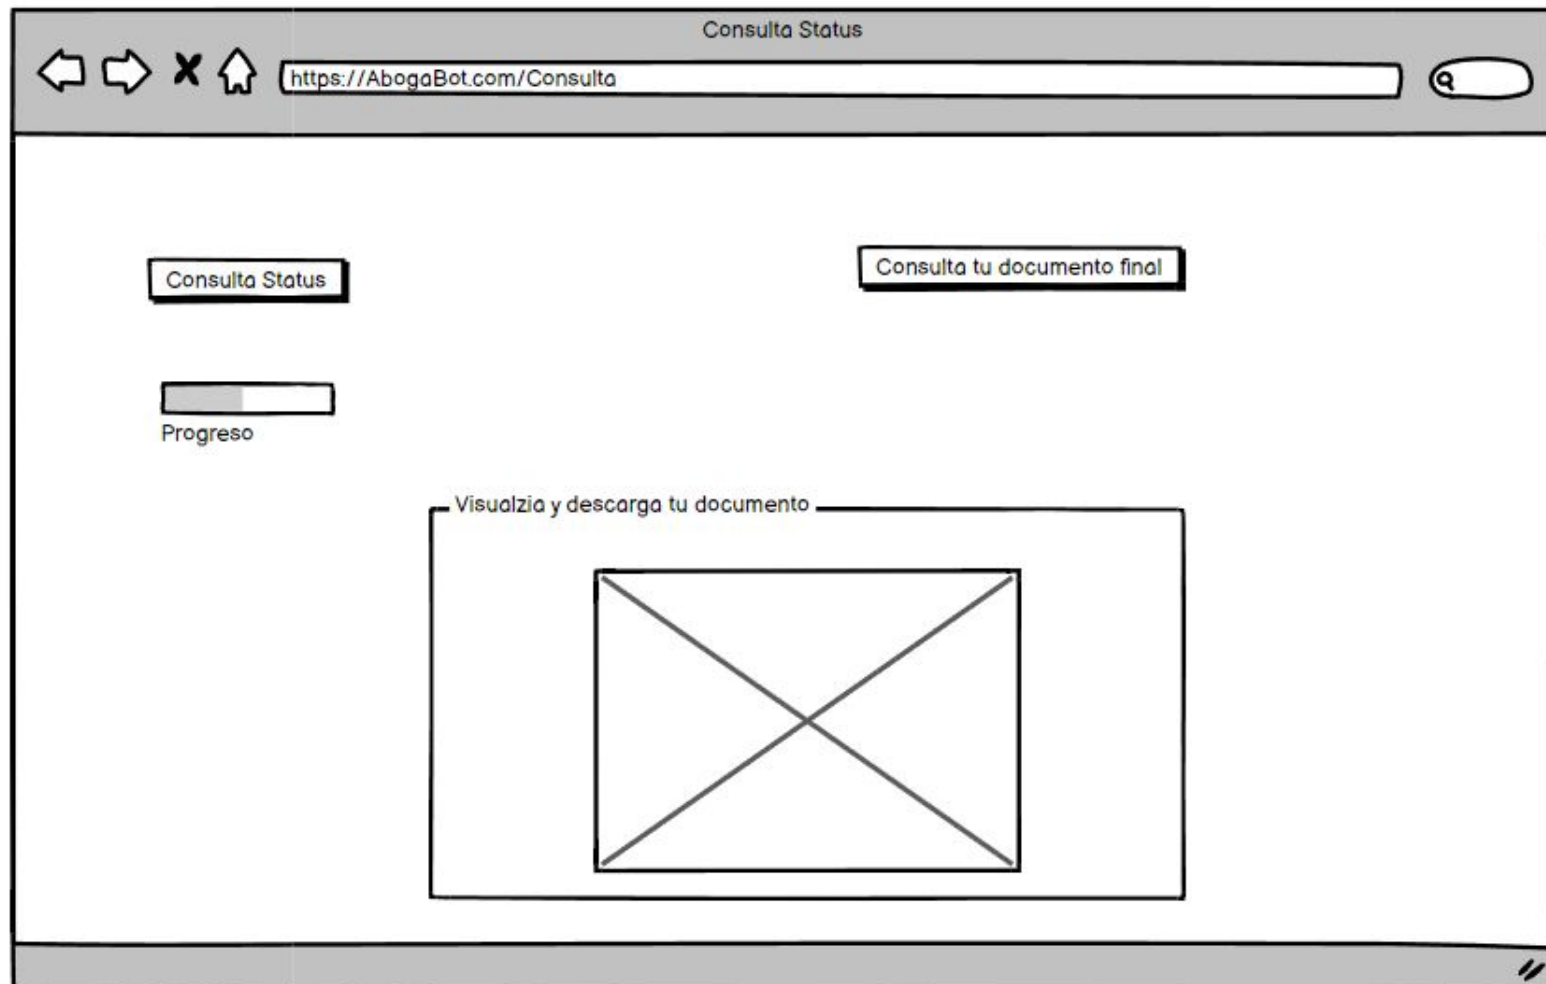 Consulta Status
https://AbogaBot.com/Consulta
Consulta Status
Consulta tu documento final
Progreso
Visualzia y descarga tu documento